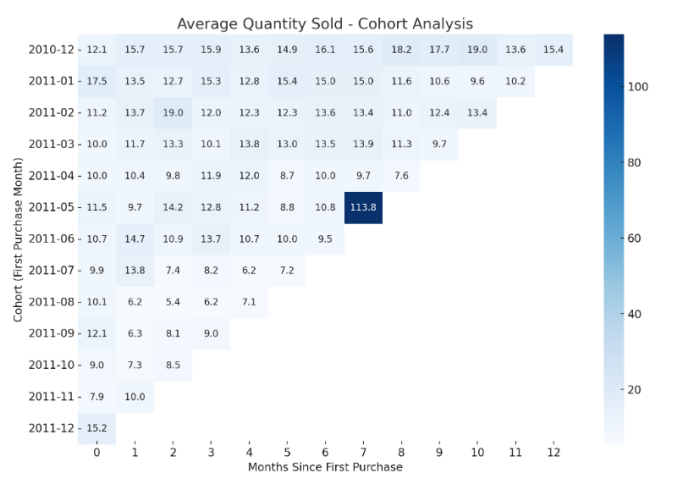 Average Quantity Sold - Cohort Analysis
2010-12 - 12.1 15.7 15.7 15.9 13.6 14.9 16.1 15.6 18.2 17.7 19.0 13.6 15.4
2011-01 - 17.5 13.5 12.7 15.3 12.8 15.4 15.0 15.0 11.6 10.6 9.6 10.2
2011-02 - 11.2 13.7 19.0 12.0 12.3 12.3 13.6 13.4 11.0 12.4 13.4
2011-03 - 10.0 11.7 13.3 10.1 13.8 13.0 13.5 13.9 11.3 9.7
2011-04 - 10.0 10.4 9.8 11.9 12.0 8.7 10.0 9.7 7.6
2011-05 - 11.5 9.7 14.2 12.8 11.2 8.8 10.8 113.8
2011-06 - 10.7 14.7 10.9 13.7 10.7 10.0 9.5
2011-07 - 9.9 13.8 7.4 8.2 6.2 7.2
2011-08 - 10.1 6.2 5.4 6.2 7.1
2011-09 - 12.1 6.3 8.1 9.0
2011-10 - 9.0 7.3 8.5
2011-11 - 7.9 10.0
2011-12 - 15.2
0 1 2 3 4 5 6 7 8 9 10 11 12
Months Since First Purchase
Cohort (First Purchase Month)
100
80
60
40
20